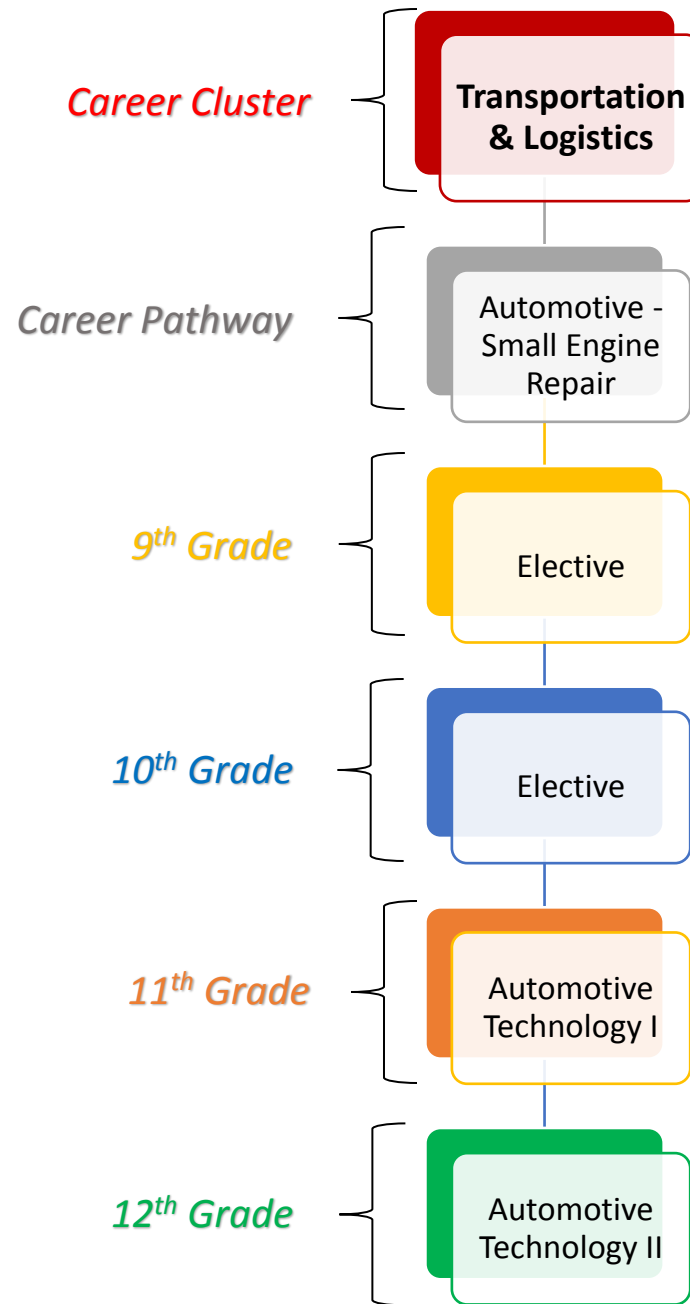 Career Cluster
Transportation
& Logistics
Career Pathway
Automotive -
Small Engine
Repair
9th Grade
Elective
10th Grade
Elective
11th Grade
Automotive
Technology I
12th Grade
Automotive
Technology II